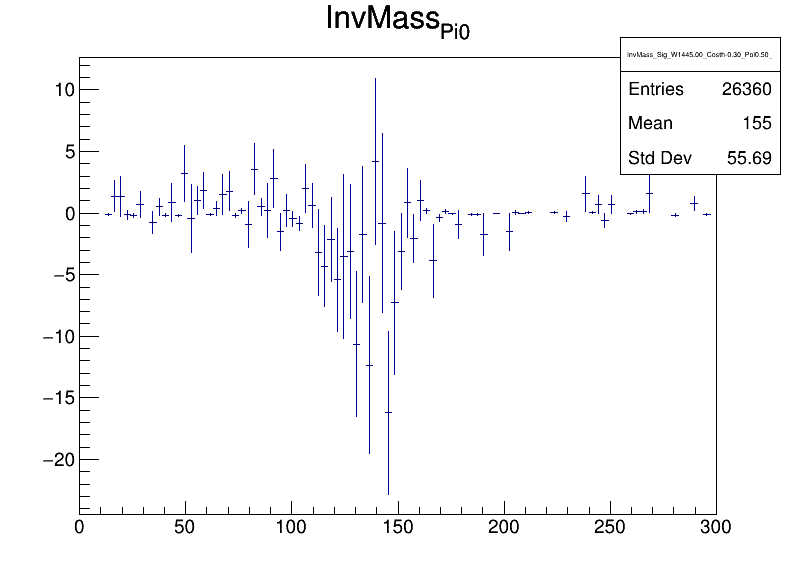 InvMass_Pi0
InvMass_Sig_W1445.00_Costh-0.30_Pol0.50_
Entries 26360
Mean 155
Std Dev 55.69
10
5
0
−5
−10
−15
−20
0 50 100 150 200 250 300